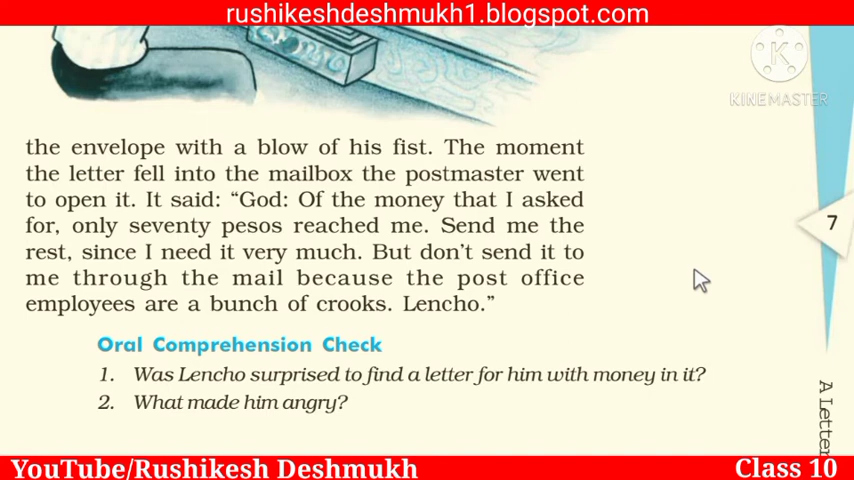 rushikeshdeshmukh1.blogspot.com
KINEMASTER
the envelope with a blow of his fist. The moment
the letter fell into the mailbox the postmaster went
to open it. It said: “God: Of the money that I asked
for, only seventy pesos reached me. Send me the
rest, since I need it very much. But don’t send it to
me through the mail because the post office
employees are a bunch of crooks. Lencho.”
7
Oral Comprehension Check
1. Was Lencho surprised to find a letter for him with money in it?
2. What made him angry?
A Letter
YouTube/Rushikesh Deshmukh
Class 10